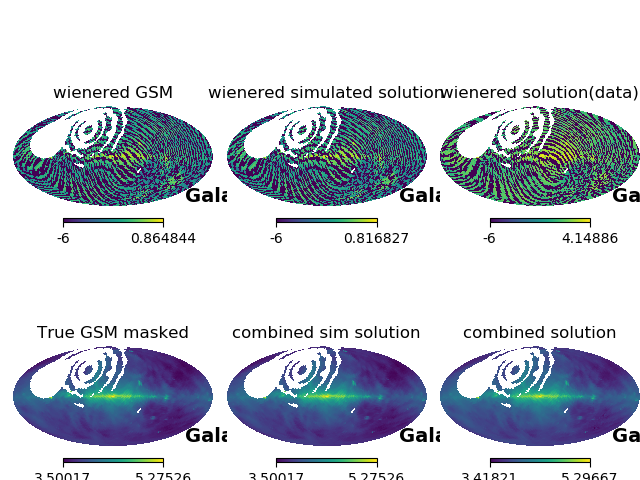 wienered GSM
wienered simulated solution
wienered solution(data)
Gala
Gala
Ga
-6 0.864844
-6 0.816827
-6 4.14886
True GSM masked
combined sim solution
combined solution
Gala
Gala
Ga
3.50017 5.27526
3.50017 5.27526
3.41821 5.29667